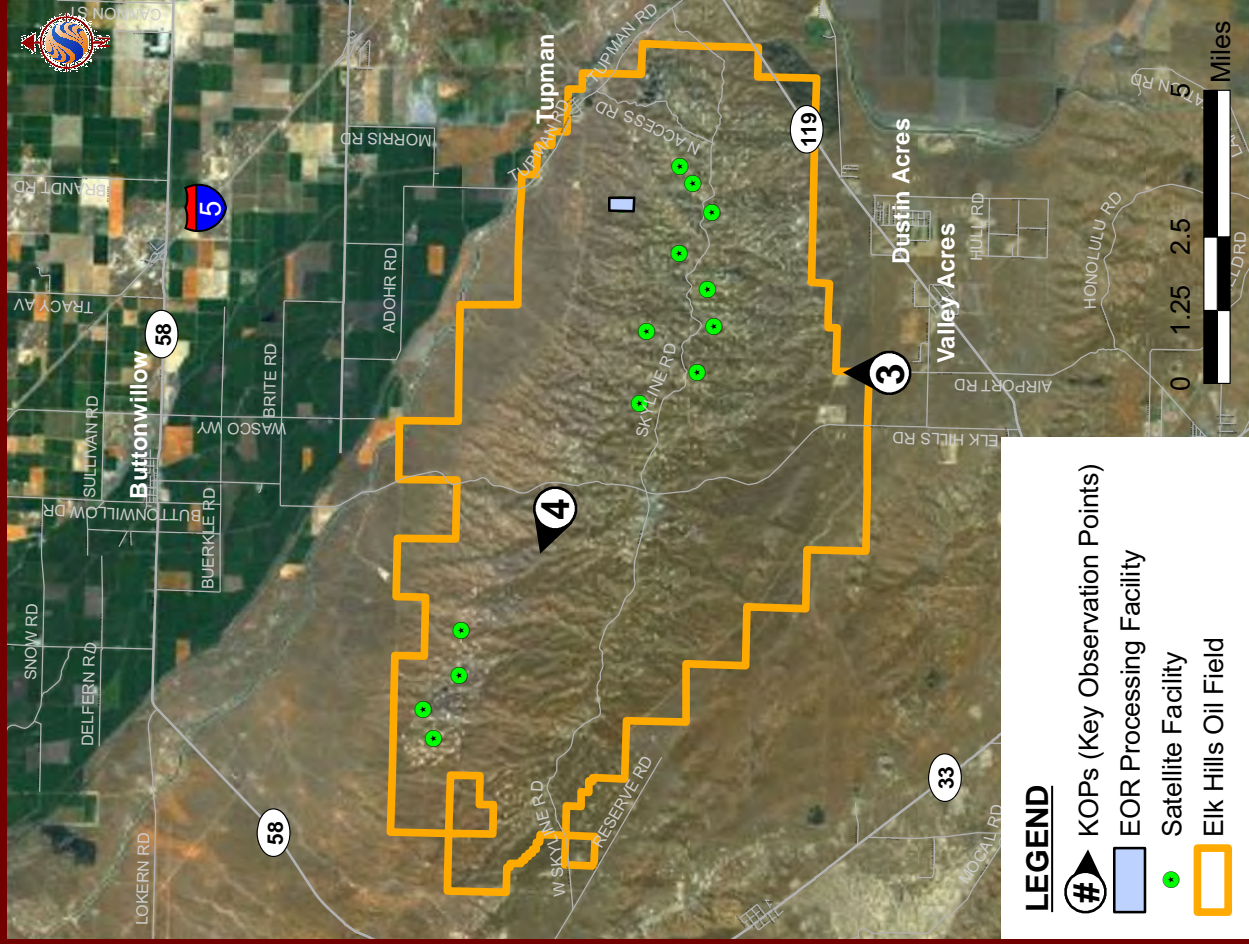 CANNON ST
BRANDT RD
5
TRACY AV
58
Buttonwillow
SULLIVAN RD
SNOW RD
BUTTONWILLOW DR
DELFERN RD
BUERKLE RD
BRITE RD
WASCO WY
ADOHR RD
MORRIS RD
LOKERN RD
58
Tupman
TUPMAN RD
TUPMAN RD
N ACCESS RD
4
SKYLINE RD
W SKYLINE RD
RESERVE RD
119
3
Dustin Acres
Valley Acres
HULL RD
AIRPORT RD
ELK HILLS RD
HONOLULU RD
33
MOCAL RD
LEGEND
# KOPs (Key Observation Points)
EOR Processing Facility
Satellite Facility
Elk Hills Oil Field
0 1.25 2.5 5
Miles